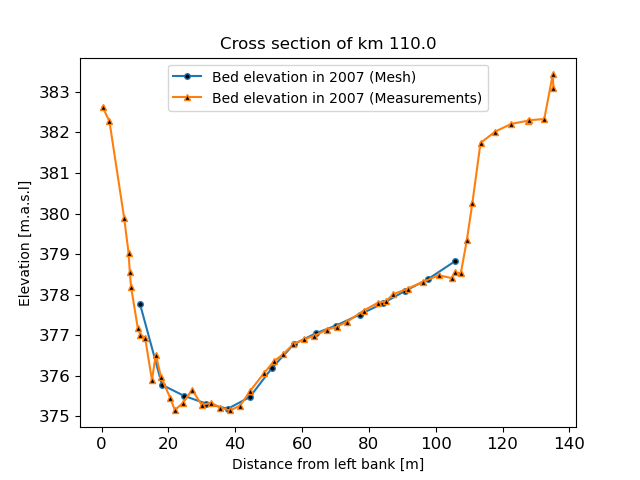 Cross section of km 110.0
Bed elevation in 2007 (Mesh)
Bed elevation in 2007 (Measurements)
Elevation [m.a.s.l]
383
382
381
380
379
378
377
376
375
0 20 40 60 80 100 120 140
Distance from left bank [m]